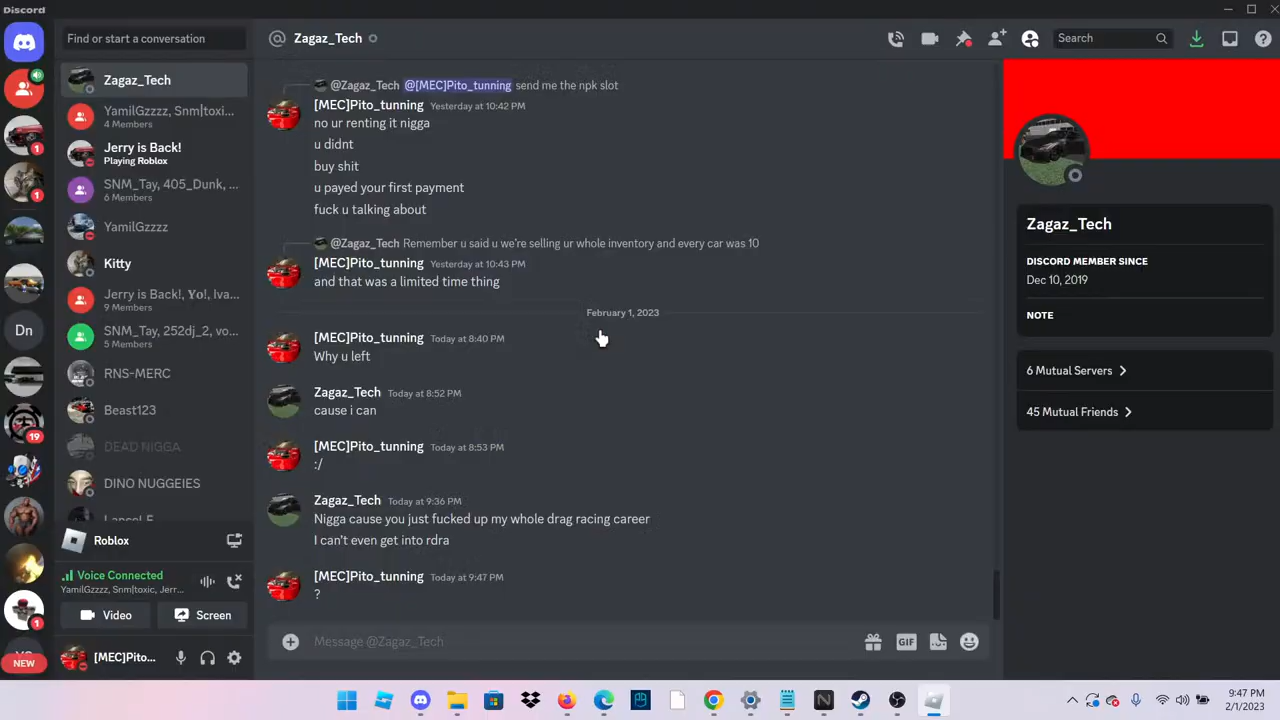 Discord
Find or start a conversation
@ Zagaz_Tech
Search
Zagaz_Tech
YamilGzzzz, Snm|toxic...
4 Members
Jerry is Back!
Playing Roblox
SNM_Tay, 405_Dunk, ...
6 Members
YamilGzzzz
Kitty
Jerry is Back!, Yo!, Iva...
9 Members
SNM_Tay, 252dj_2, vo...
5 Members
RNS-MERC
Beast123
DEAD NIGGA
DINO NUGGEIES
Roblox
Voice Connected
YamilGzzzz, Snm|toxic, Jerr...
Video
Screen
[MEC]Pito...
1
1
Dn
19
1
NEW
@Zagaz_Tech @[MEC]Pito_tunning send me the npk slot
[MEC]Pito_tunning Yesterday at 10:42 PM
no ur renting it nigga
u didnt
buy shit
u payed your first payment
fuck u talking about
@Zagaz_Tech Remember u said u we're selling ur whole inventory and every car was 10
[MEC]Pito_tunning Yesterday at 10:43 PM
and that was a limited time thing
February 1, 2023
[MEC]Pito_tunning Today at 8:40 PM
Why u left
Zagaz_Tech Today at 8:52 PM
cause i can
[MEC]Pito_tunning Today at 8:53 PM
:/
Zagaz_Tech Today at 9:36 PM
Nigga cause you just fucked up my whole drag racing career
I can't even get into rdra
[MEC]Pito_tunning Today at 9:47 PM
?
Message @Zagaz_Tech
GIF
Zagaz_Tech
DISCORD MEMBER SINCE
Dec 10, 2019
NOTE
6 Mutual Servers
45 Mutual Friends
9:47 PM
2/1/2023